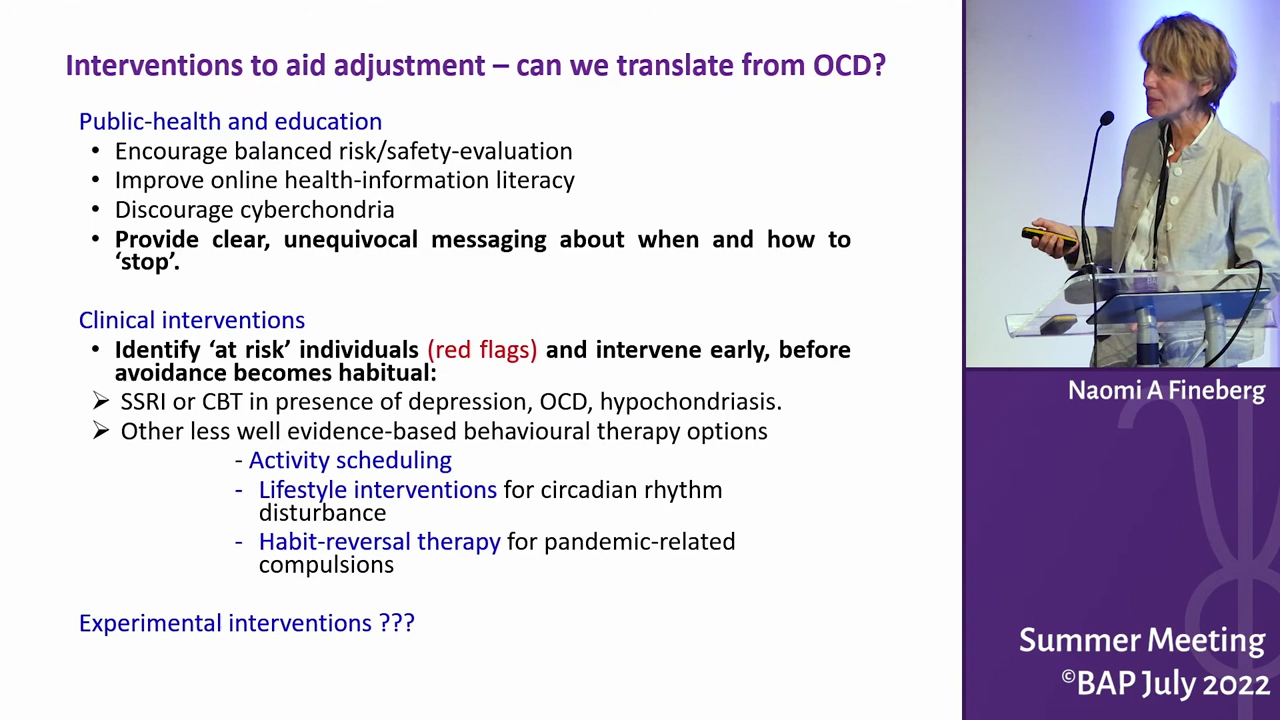 Interventions to aid adjustment – can we translate from OCD?
Public-health and education
• Encourage balanced risk/safety-evaluation
• Improve online health-information literacy
• Discourage cyberchondria
• Provide clear, unequivocal messaging about when and how to
‘stop’.
Clinical interventions
• Identify ‘at risk’ individuals (red flags) and intervene early, before
avoidance becomes habitual:
➢ SSRI or CBT in presence of depression, OCD, hypochondriasis.
➢ Other less well evidence-based behavioural therapy options
- Activity scheduling
- Lifestyle interventions for circadian rhythm
disturbance
- Habit-reversal therapy for pandemic-related
compulsions
Experimental interventions ???
Naomi A Fineberg
Summer Meeting
©BAP July 2022